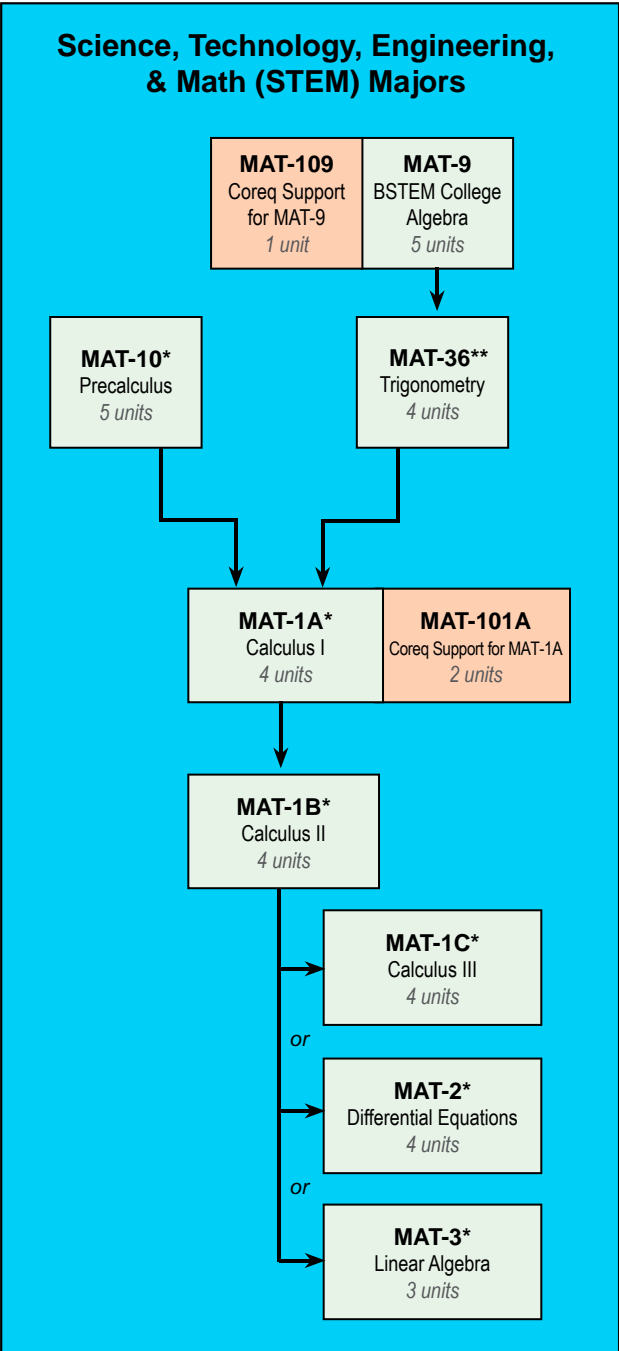 Science, Technology, Engineering,
& Math (STEM) Majors
MAT-109
Coreq Support
for MAT-9
1 unit
MAT-9
BSTEM College
Algebra
5 units
MAT-10*
Precalculus
5 units
MAT-36**
Trigonometry
4 units
MAT-1A*
Calculus I
4 units
MAT-101A
Coreq Support for MAT-1A
2 units
MAT-1B*
Calculus II
4 units
MAT-1C*
Calculus III
4 units
or
MAT-2*
Differential Equations
4 units
or
MAT-3*
Linear Algebra
3 units